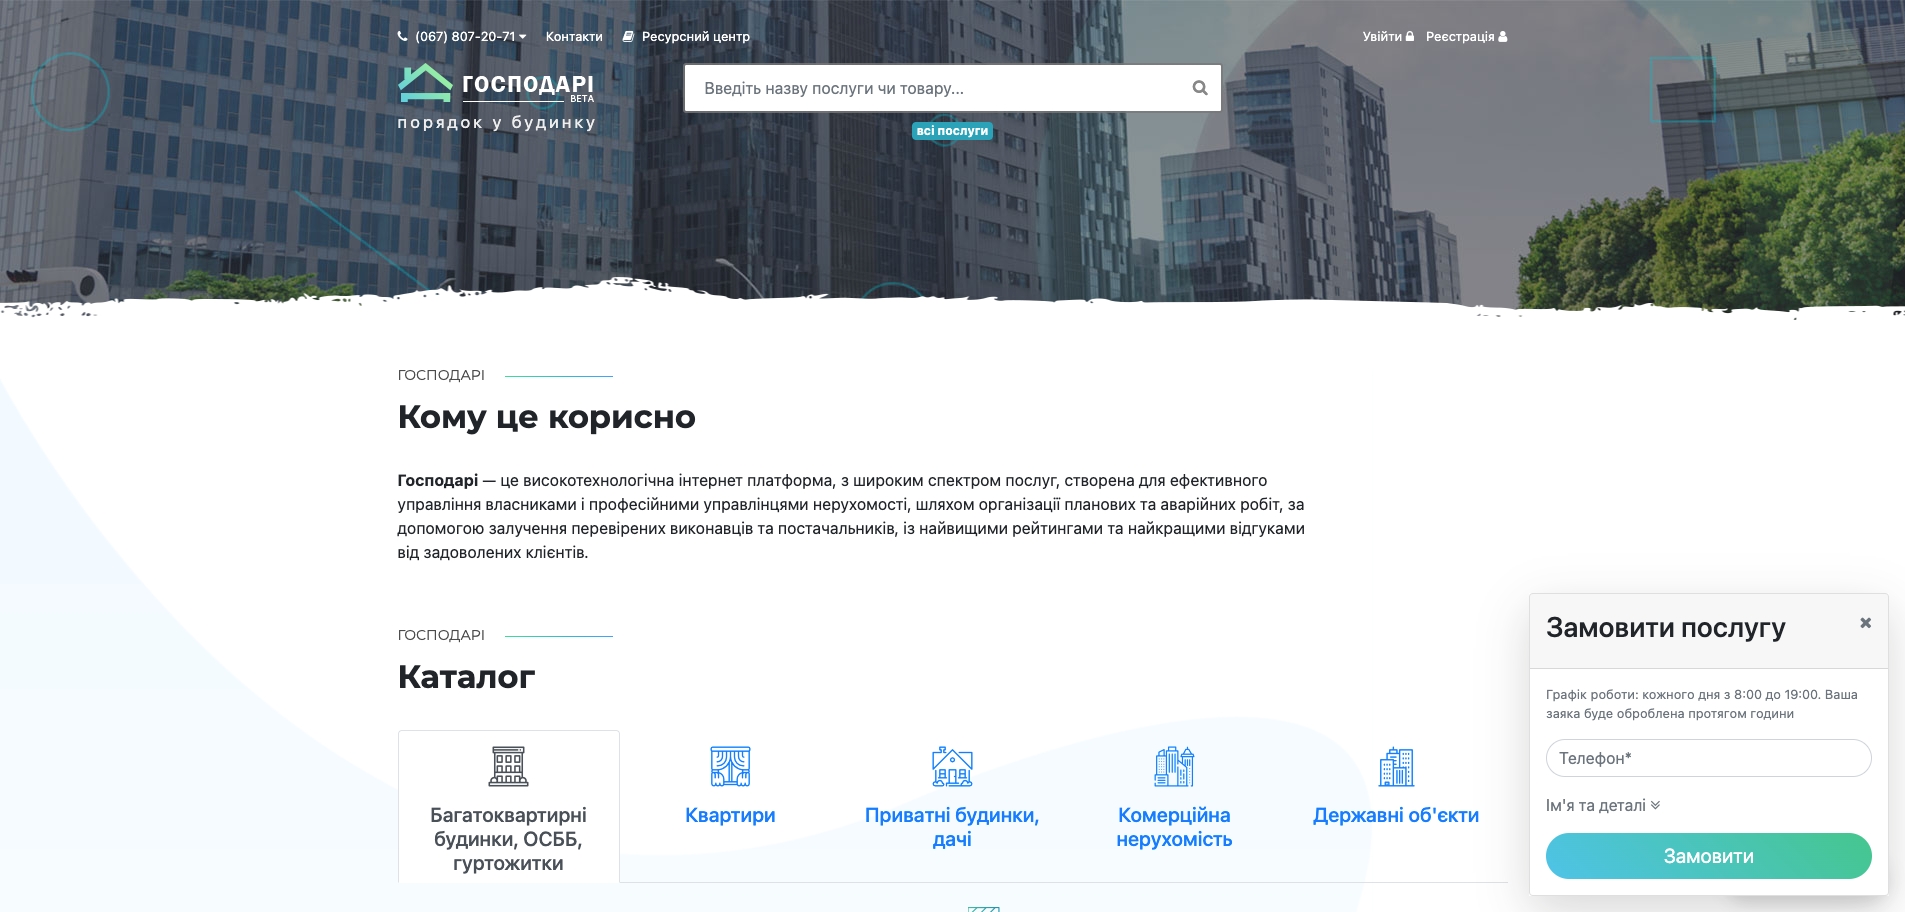 (067) 807-20-71 Контакти Ресурсний центр Увійти Реєстрація
ГОСПОДАРІ
BETA
порядок у будинку
Введіть назву послуги чи товару...
всі послуги
ГОСПОДАРІ
Кому це корисно
Господарі — це високотехнологічна інтернет платформа, з широким спектром послуг, створена для ефективного
управління власниками і професійними управлінцями нерухомості, шляхом організації планових та аварійних робіт, за
допомогою залучення перевірених виконавців та постачальників, із найвищими рейтингами та найкращими відгуками
від задоволених клієнтів.
ГОСПОДАРІ
Каталог
Багатоквартирні
будинки, ОСББ,
гуртожитки
Квартири
Приватні будинки,
дачі
Комерційна
нерухомість
Державні об'єкти
Замовити послугу
Графік роботи: кожного дня з 8:00 до 19:00. Ваша
заяка буде оброблена протягом години
Телефон*
Ім'я та деталі
Замовити